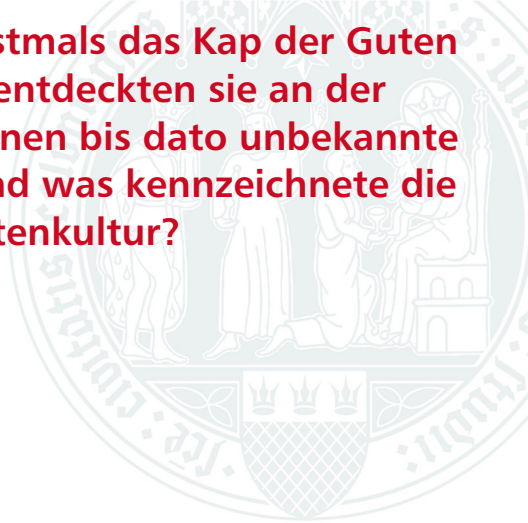 stmals das Kap der Guten
entdeckten sie an der
nen bis dato unbekannte
nd was kennzeichnete die
tenkultur?